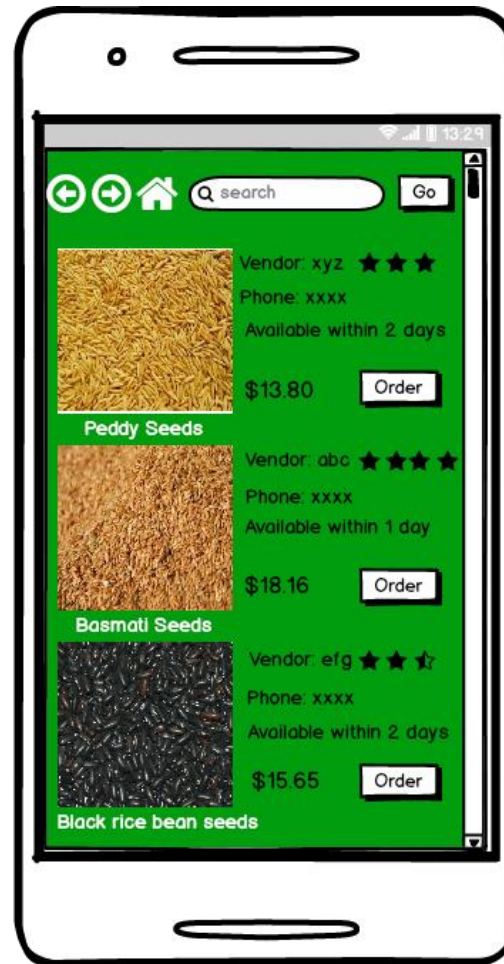 13:29
search
Go
Vendor: xyz
Phone: xxxx
Available within 2 days
$13.80
Order
Peddy Seeds
Vendor: abc
Phone: xxxx
Available within 1 day
$18.16
Order
Basmati Seeds
Vendor: efg
Phone: xxxx
Available within 2 days
$15.65
Order
Black rice bean seeds